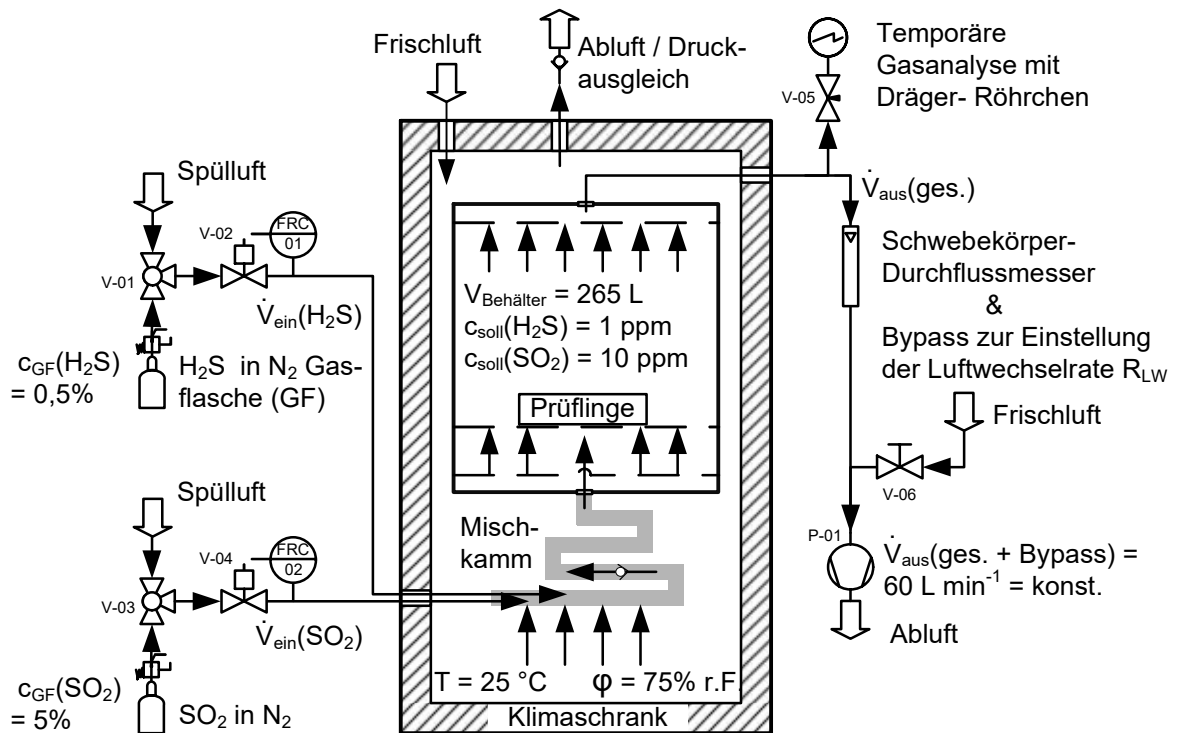 Frischluft
Abluft / Druck-
ausgleich
Temporäre
Gasanalyse mit
Dräger- Röhrchen
V-05
Spülluft
V-02
FRC
01
V-01
V̇ein(H2S)
cGF(H2S)
= 0,5%
H2S in N2 Gas-
flasche (GF)
VBehälter = 265 L
csoll(H2S) = 1 ppm
csoll(SO2) = 10 ppm
Prüflinge
V̇aus(ges.)
Schwebekörper-
Durchflussmesser
&
Bypass zur Einstellung
der Luftwechselrate RLW
Frischluft
V-06
Spülluft
V-04
FRC
02
V-03
V̇ein(SO2)
cGF(SO2)
= 5%
SO2 in N2
Misch-
kamm
T = 25 °C φ = 75% r.F.
Klimaschrank
P-01
V̇aus(ges. + Bypass) =
60 L min-1 = konst.
Abluft